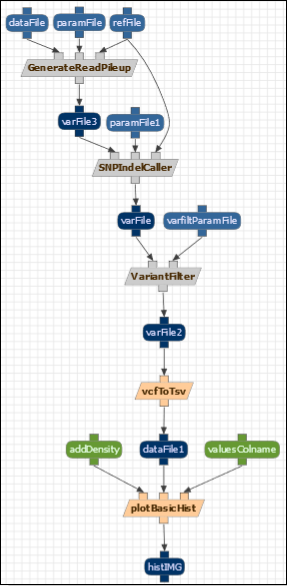 dataFile paramFile refFile
GenerateReadPileup
varFile3 paramFile1
SNPIndelCaller
varFile varfiltParamFile
VariantFilter
varFile2
vcfToTsv
addDensity dataFile1 valuesColname
plotBasicHist
histIMG